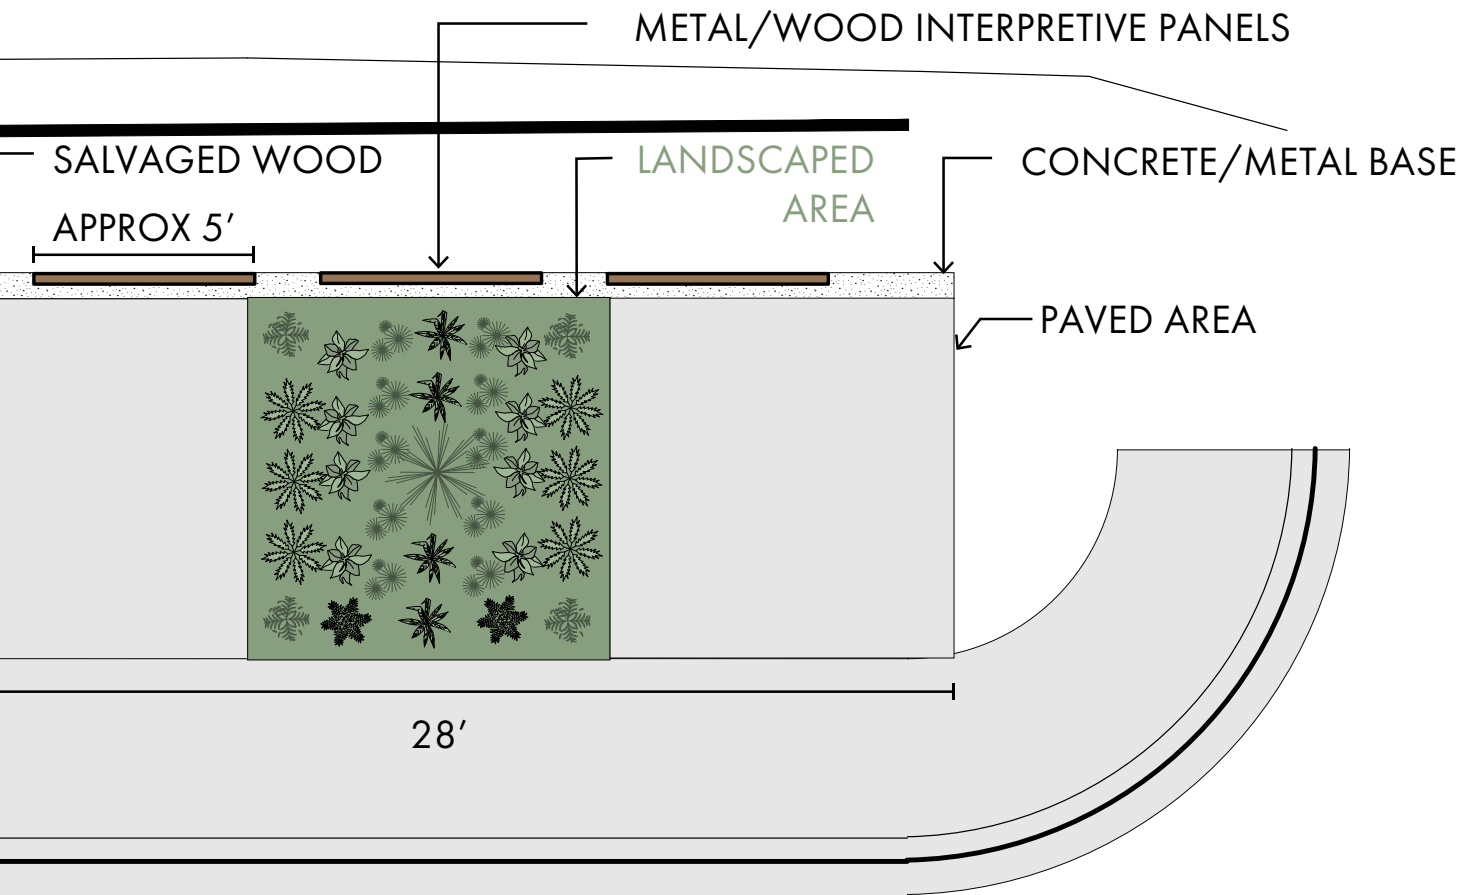 METAL/WOOD INTERPRETIVE PANELS
SALVAGED WOOD
LANDSCAPED
AREA
CONCRETE/METAL BASE
APPROX 5’
PAVED AREA
28’